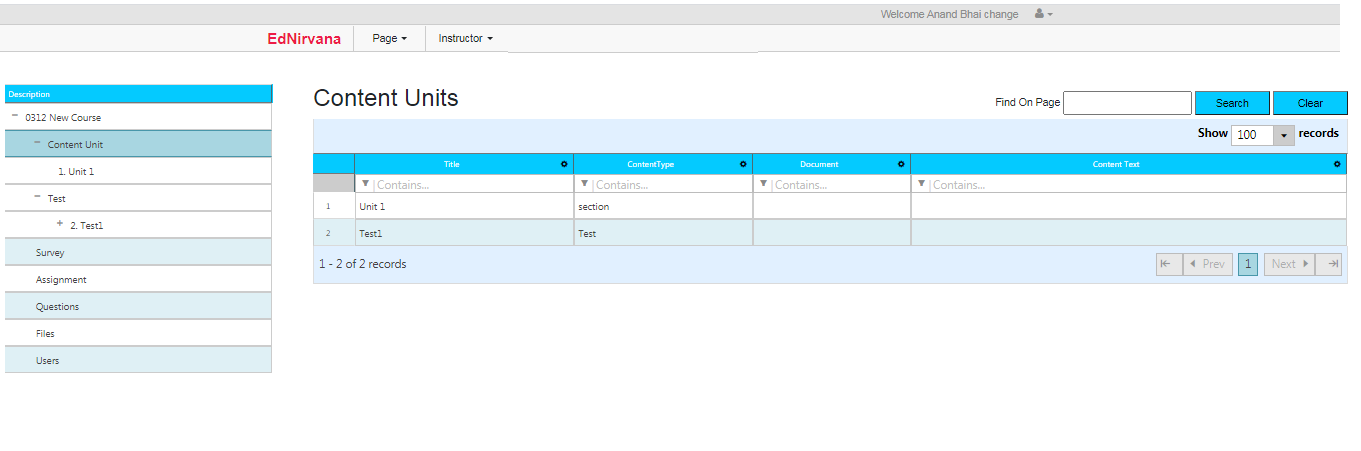 Welcome Anand Bhai change
EdNirvana Page Instructor
Description
0312 New Course
Content Unit
1. Unit 1
Test
2. Test1
Survey
Assignment
Questions
Files
Users
Content Units
Find On Page Search Clear
Show 100 records
Title ContentType Document Content Text
Contains... Contains... Contains... Contains...
1 Unit 1 section
2 Test1 Test
1 - 2 of 2 records Prev 1 Next